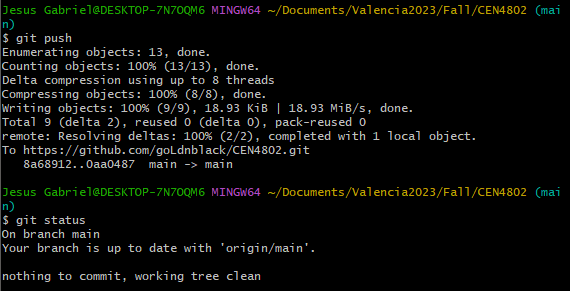 Jesus Gabriel@DESKTOP-7N7OQM6 MINGW64 ~/Documents/Valencia2023/Fall/CEN4802 (mai
n)
$ git push
Enumerating objects: 13, done.
Counting objects: 100% (13/13), done.
Delta compression using up to 8 threads
Compressing objects: 100% (8/8), done.
Writing objects: 100% (9/9), 18.93 KiB | 18.93 MiB/s, done.
Total 9 (delta 2), reused 0 (delta 0), pack-reused 0
remote: Resolving deltas: 100% (2/2), completed with 1 local object.
To https://github.com/goLdnblack/CEN4802.git
   8a68912..0aa0487  main -> main

Jesus Gabriel@DESKTOP-7N7OQM6 MINGW64 ~/Documents/Valencia2023/Fall/CEN4802 (mai
n)
$ git status
On branch main
Your branch is up to date with 'origin/main'.

nothing to commit, working tree clean